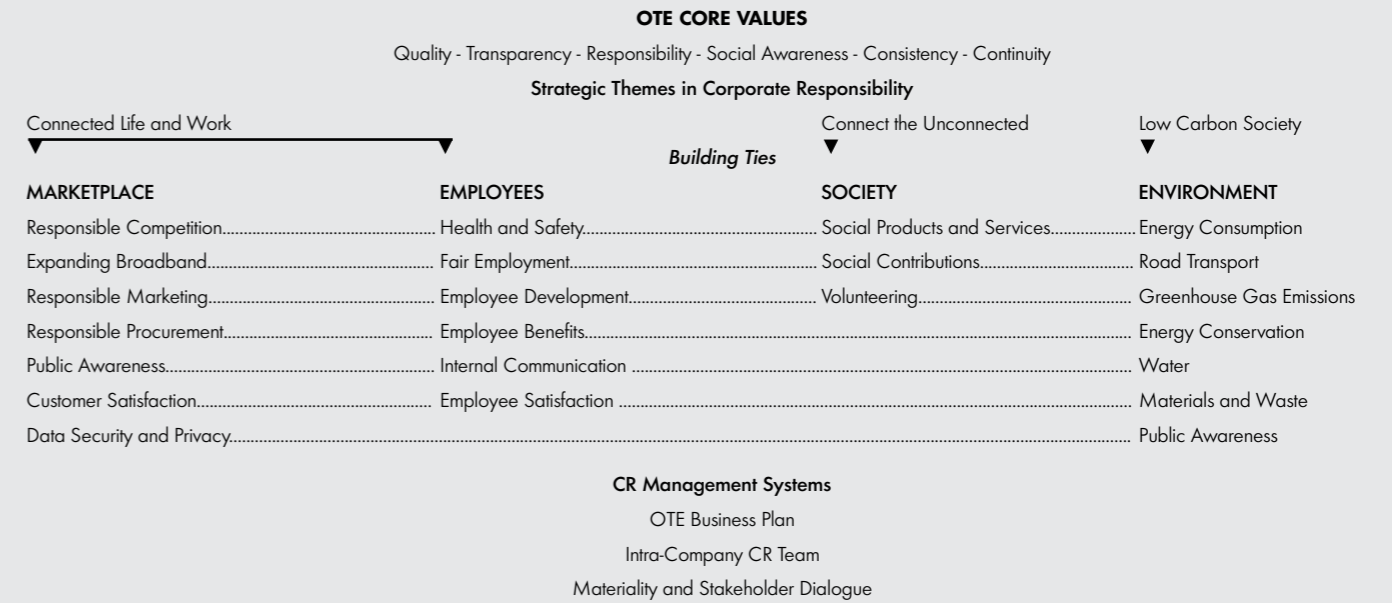 OTE CORE VALUES
Quality - Transparency - Responsibility - Social Awareness - Consistency - Continuity
Strategic Themes in Corporate Responsibility
Connected Life and Work Connect the Unconnected Low Carbon Society
Building Ties
MARKETPLACE EMPLOYEES SOCIETY ENVIRONMENT
Responsible Competition Health and Safety Social Products and Services Energy Consumption
Expanding Broadband Fair Employment Social Contributions Road Transport
Responsible Marketing Employee Development Volunteering Greenhouse Gas Emissions
Responsible Procurement Employee Benefits Energy Conservation
Public Awareness Internal Communication Water
Customer Satisfaction Employee Satisfaction Materials and Waste
Data Security and Privacy Public Awareness
CR Management Systems
OTE Business Plan
Intra-Company CR Team
Materiality and Stakeholder Dialogue